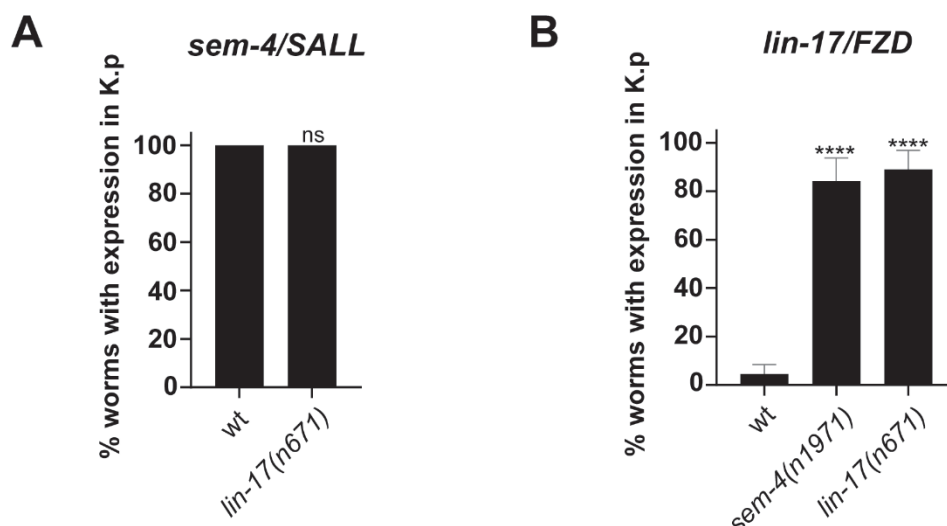 A
sem-4/SALL
% worms with expression in K.p
100
80
60
40
20
0
ns
wt
lin-17(n671)
B
lin-17/FZD
% worms with expression in K.p
100
80
60
40
20
0
****
****
wt
sem-4(n1971)
lin-17(n671)